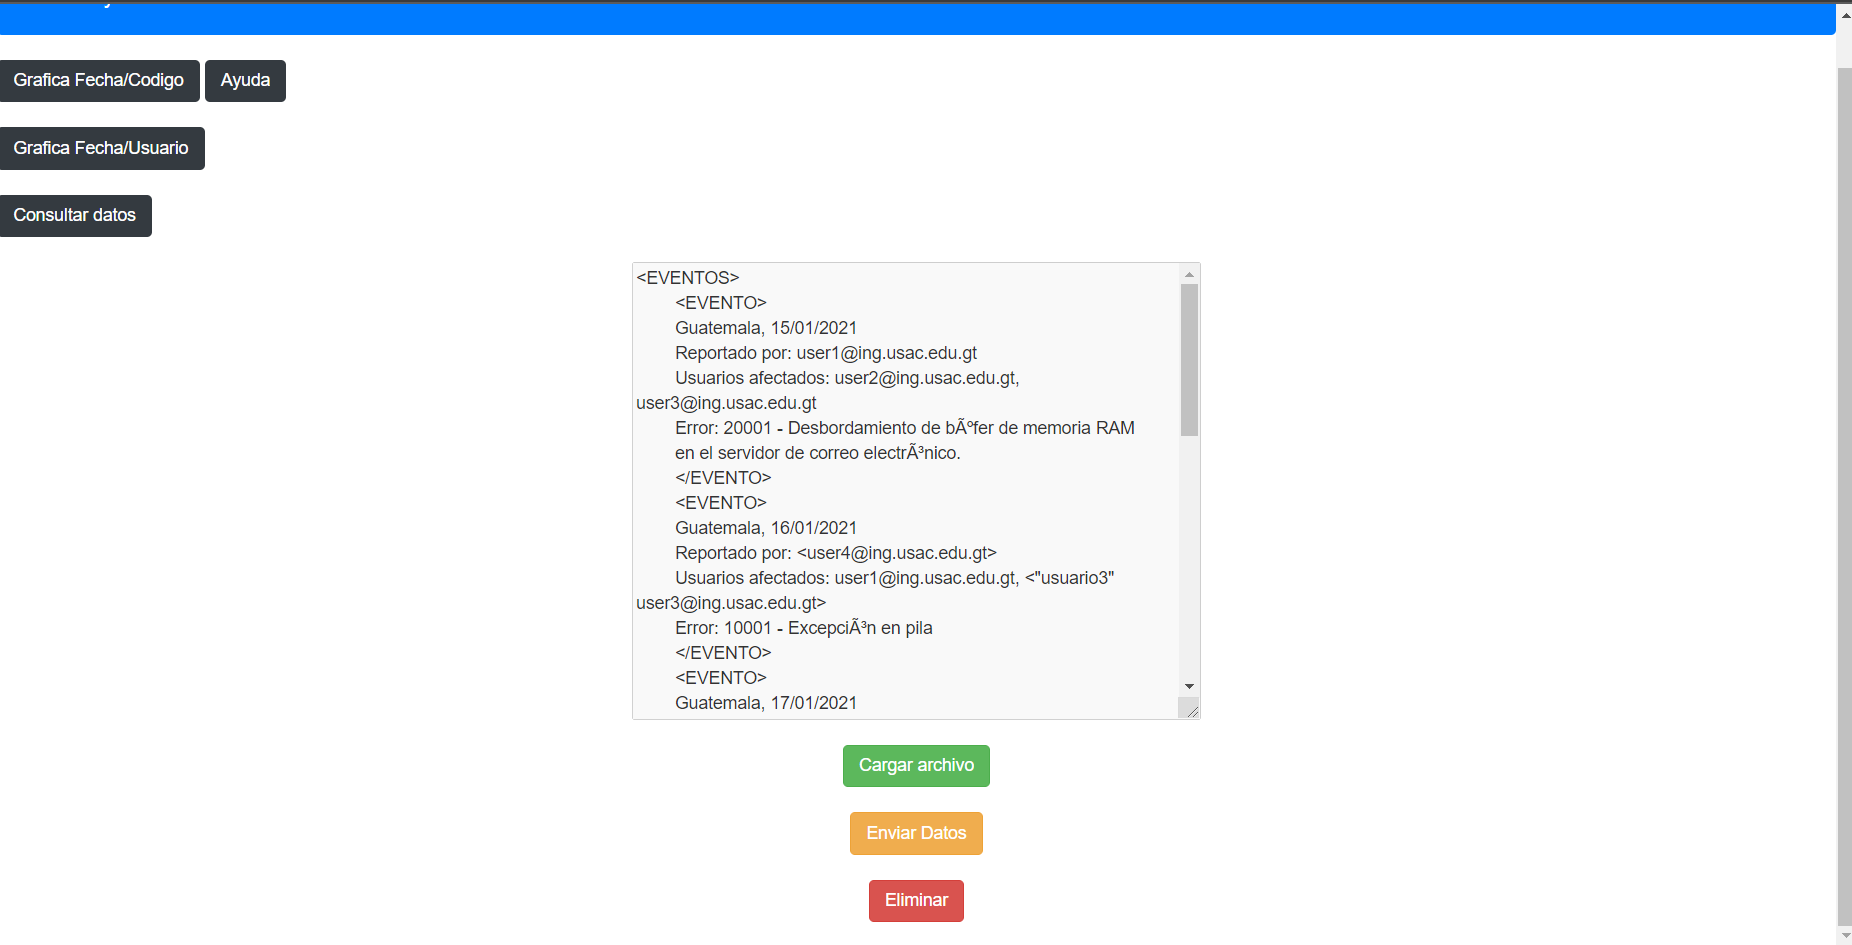 Grafica Fecha/Codigo Ayuda
Grafica Fecha/Usuario
Consultar datos
<EVENTOS>
<EVENTO>
Guatemala, 15/01/2021
Reportado por: user1@ing.usac.edu.gt
Usuarios afectados: user2@ing.usac.edu.gt,
user3@ing.usac.edu.gt
Error: 20001 - Desbordamiento de bÃºfer de memoria RAM
en el servidor de correo electrÃ³nico.
</EVENTO>
<EVENTO>
Guatemala, 16/01/2021
Reportado por: <user4@ing.usac.edu.gt>
Usuarios afectados: user1@ing.usac.edu.gt, <"usuario3"
user3@ing.usac.edu.gt>
Error: 10001 - ExcepciÃ³n en pila
</EVENTO>
<EVENTO>
Guatemala, 17/01/2021
Cargar archivo
Enviar Datos
Eliminar